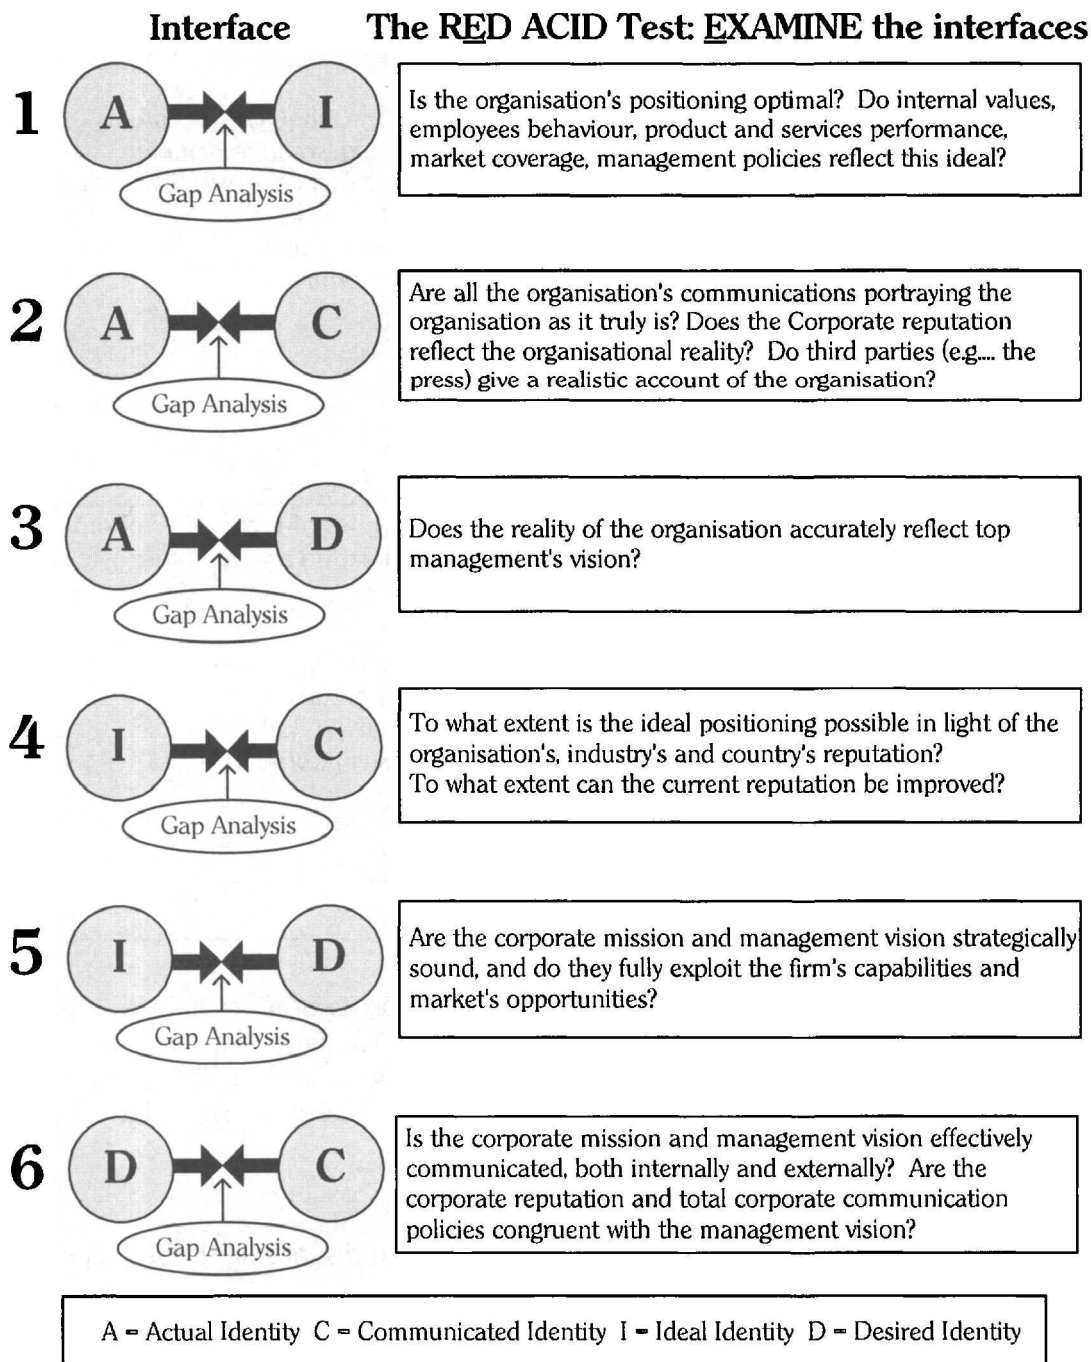 Interface The RED ACID Test: EXAMINE the interfaces
1
A I
Gap Analysis
Is the organisation's positioning optimal? Do internal values,
employees behaviour, product and services performance,
market coverage, management policies reflect this ideal?
2
A C
Gap Analysis
Are all the organisation's communications portraying the
organisation as it truly is? Does the Corporate reputation
reflect the organisational reality? Do third parties (e.g.... the
press) give a realistic account of the organisation?
3
A D
Gap Analysis
Does the reality of the organisation accurately reflect top
management's vision?
4
I C
Gap Analysis
To what extent is the ideal positioning possible in light of the
organisation's, industry's and country's reputation?
To what extent can the current reputation be improved?
5
I D
Gap Analysis
Are the corporate mission and management vision strategically
sound, and do they fully exploit the firm's capabilities and
market's opportunities?
6
D C
Gap Analysis
Is the corporate mission and management vision effectively
communicated, both internally and externally? Are the
corporate reputation and total corporate communication
policies congruent with the management vision?
A = Actual Identity C = Communicated Identity I = Ideal Identity D = Desired Identity